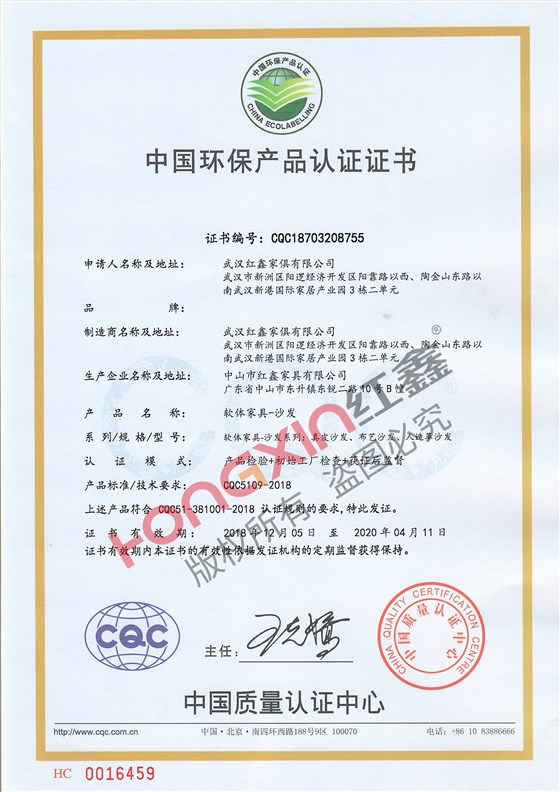 中国环保产品认证
CHINA ECOLABELLING
中国环保产品认证证书
证书编号：CQC18703208755
申请人名称及地址： 武汉红鑫家俱有限公司
武汉市新洲区阳逻经济开发区阳靠路以西、陶金山东路以
南武汉新港国际家居产业园3栋二单元
品 牌：
制造商名称及地址： 武汉红鑫家俱有限公司
武汉市新洲区阳逻经济开发区阳靠路以西、陶金山东路以
南武汉新港国际家居产业园3栋二单元
生产企业名称及地址： 中山市红鑫家具有限公司
广东省中山市东升镇东锐二路10号B幢
产 品 名 称： 软体家具-沙发
系列/规格/型号： 软体家具-沙发系列：真皮沙发、布艺沙发、人造革沙发
认 证 模 式： 产品检验+初始工厂检查+获证后监督
产品标准/技术要求： CQC5109-2018
上述产品符合 CQC51-381001-2018 认证规则的要求，特此发证。
证 书 有 效 期： 2018年12月05日 至 2020年04月11日
证书有效期内本证书的有效性依据发证机构的定期监督获得保持。
HONGXIN红鑫®
版权所有 盗图必究
CQC
主任：
CHINA QUALITY CERTIFICATION CENTRE
中国质量认证中心
中国质量认证中心
http://www.cqc.com.cn
中国·北京·南四环西路188号9区 100070
电话：+86 10 83886666
HC 0016459